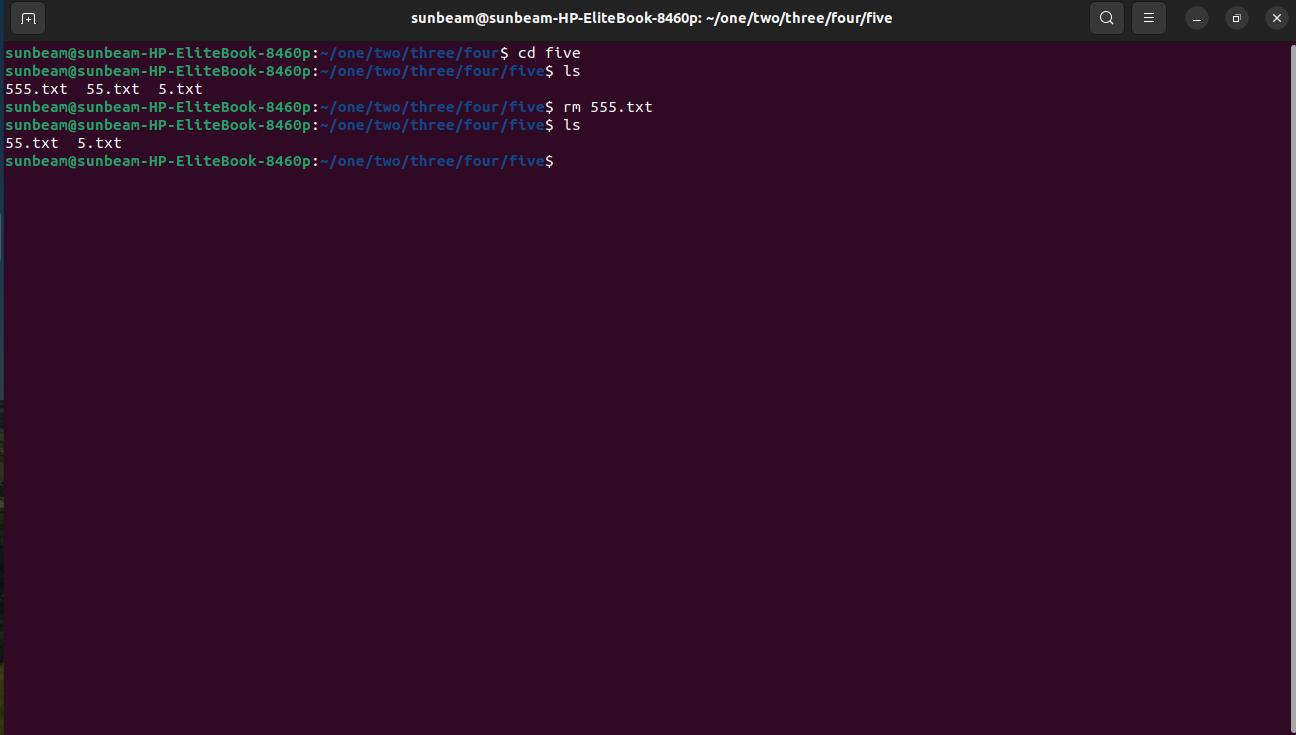 sunbeam@sunbeam-HP-EliteBook-8460p: ~/one/two/three/four/five
sunbeam@sunbeam-HP-EliteBook-8460p:~/one/two/three/four$ cd five
sunbeam@sunbeam-HP-EliteBook-8460p:~/one/two/three/four/five$ ls
555.txt  55.txt  5.txt
sunbeam@sunbeam-HP-EliteBook-8460p:~/one/two/three/four/five$ rm 555.txt
sunbeam@sunbeam-HP-EliteBook-8460p:~/one/two/three/four/five$ ls
55.txt  5.txt
sunbeam@sunbeam-HP-EliteBook-8460p:~/one/two/three/four/five$